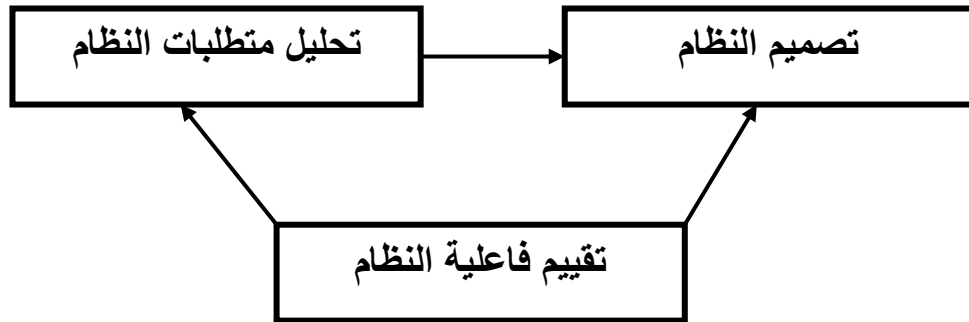 تصميم النظام
تحليل متطلبات النظام
تقييم فاعلية النظام